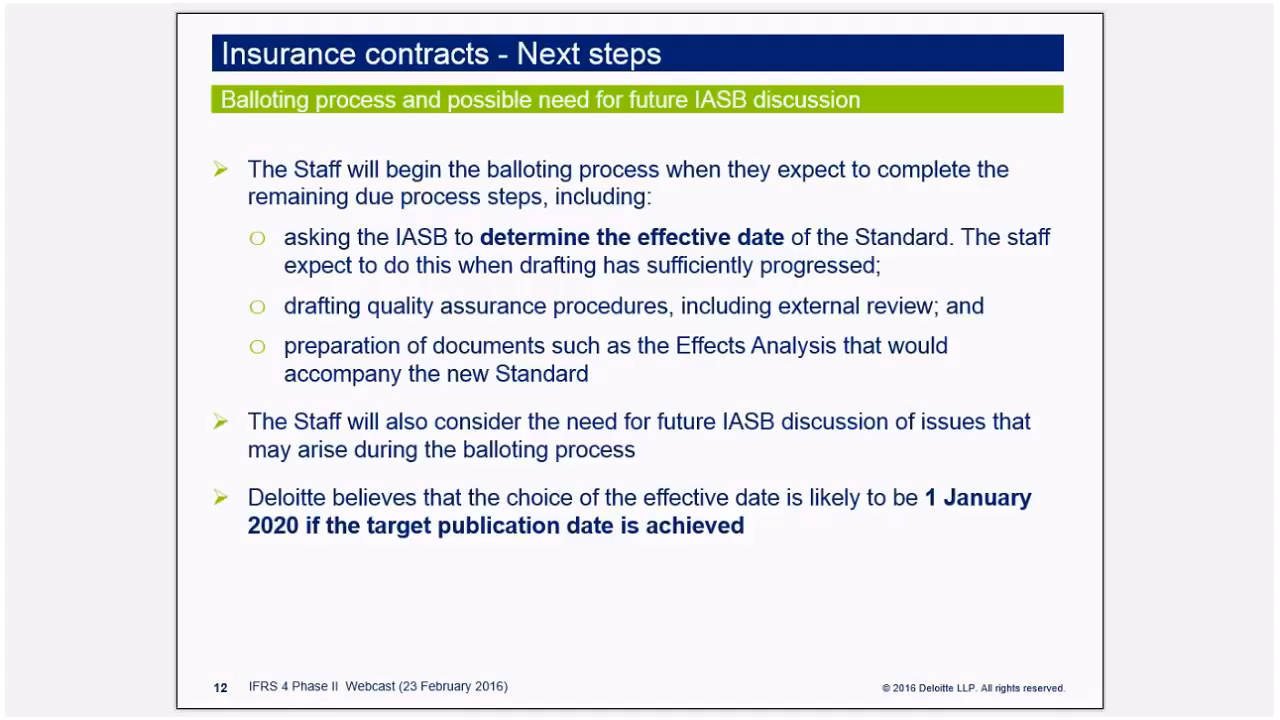 Insurance contracts - Next steps
Balloting process and possible need for future IASB discussion
The Staff will begin the balloting process when they expect to complete the
remaining due process steps, including:
asking the IASB to determine the effective date of the Standard. The staff
expect to do this when drafting has sufficiently progressed;
drafting quality assurance procedures, including external review; and
preparation of documents such as the Effects Analysis that would
accompany the new Standard
The Staff will also consider the need for future IASB discussion of issues that
may arise during the balloting process
Deloitte believes that the choice of the effective date is likely to be 1 January
2020 if the target publication date is achieved
12 IFRS 4 Phase II Webcast (23 February 2016) © 2016 Deloitte LLP. All rights reserved.